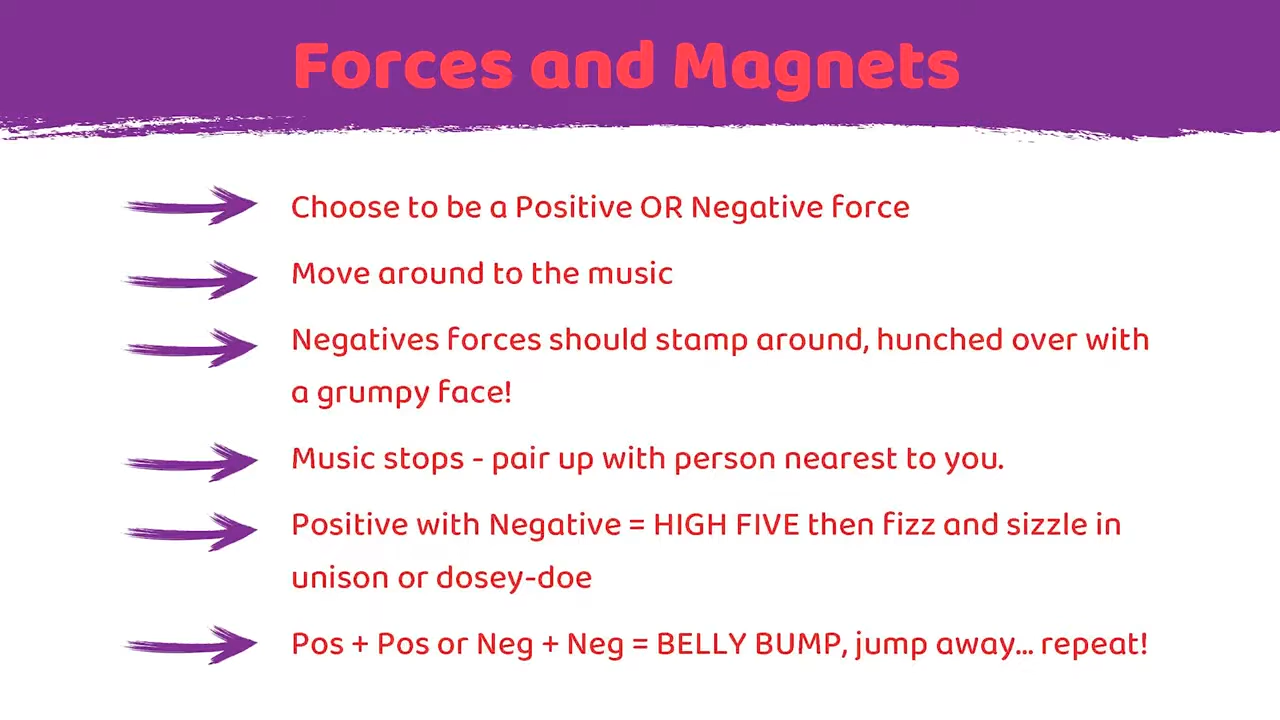 Forces and Magnets
Choose to be a Positive OR Negative force
Move around to the music
Negatives forces should stamp around, hunched over with
a grumpy face!
Music stops - pair up with person nearest to you.
Positive with Negative = HIGH FIVE then fizz and sizzle in
unison or dosey-doe
Pos + Pos or Neg + Neg = BELLY BUMP, jump away... repeat!